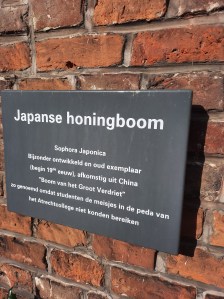 Japanse honingboom
Sophora Japonica
Bijzonder ontwikkeld en oud exemplaar
(begin 19e eeuw), afkomstig uit China
"Boom van het Groot Verdriet"
zo genoemd omdat studenten de meisjes in de peda van
het Atrechtcollege niet konden bereiken